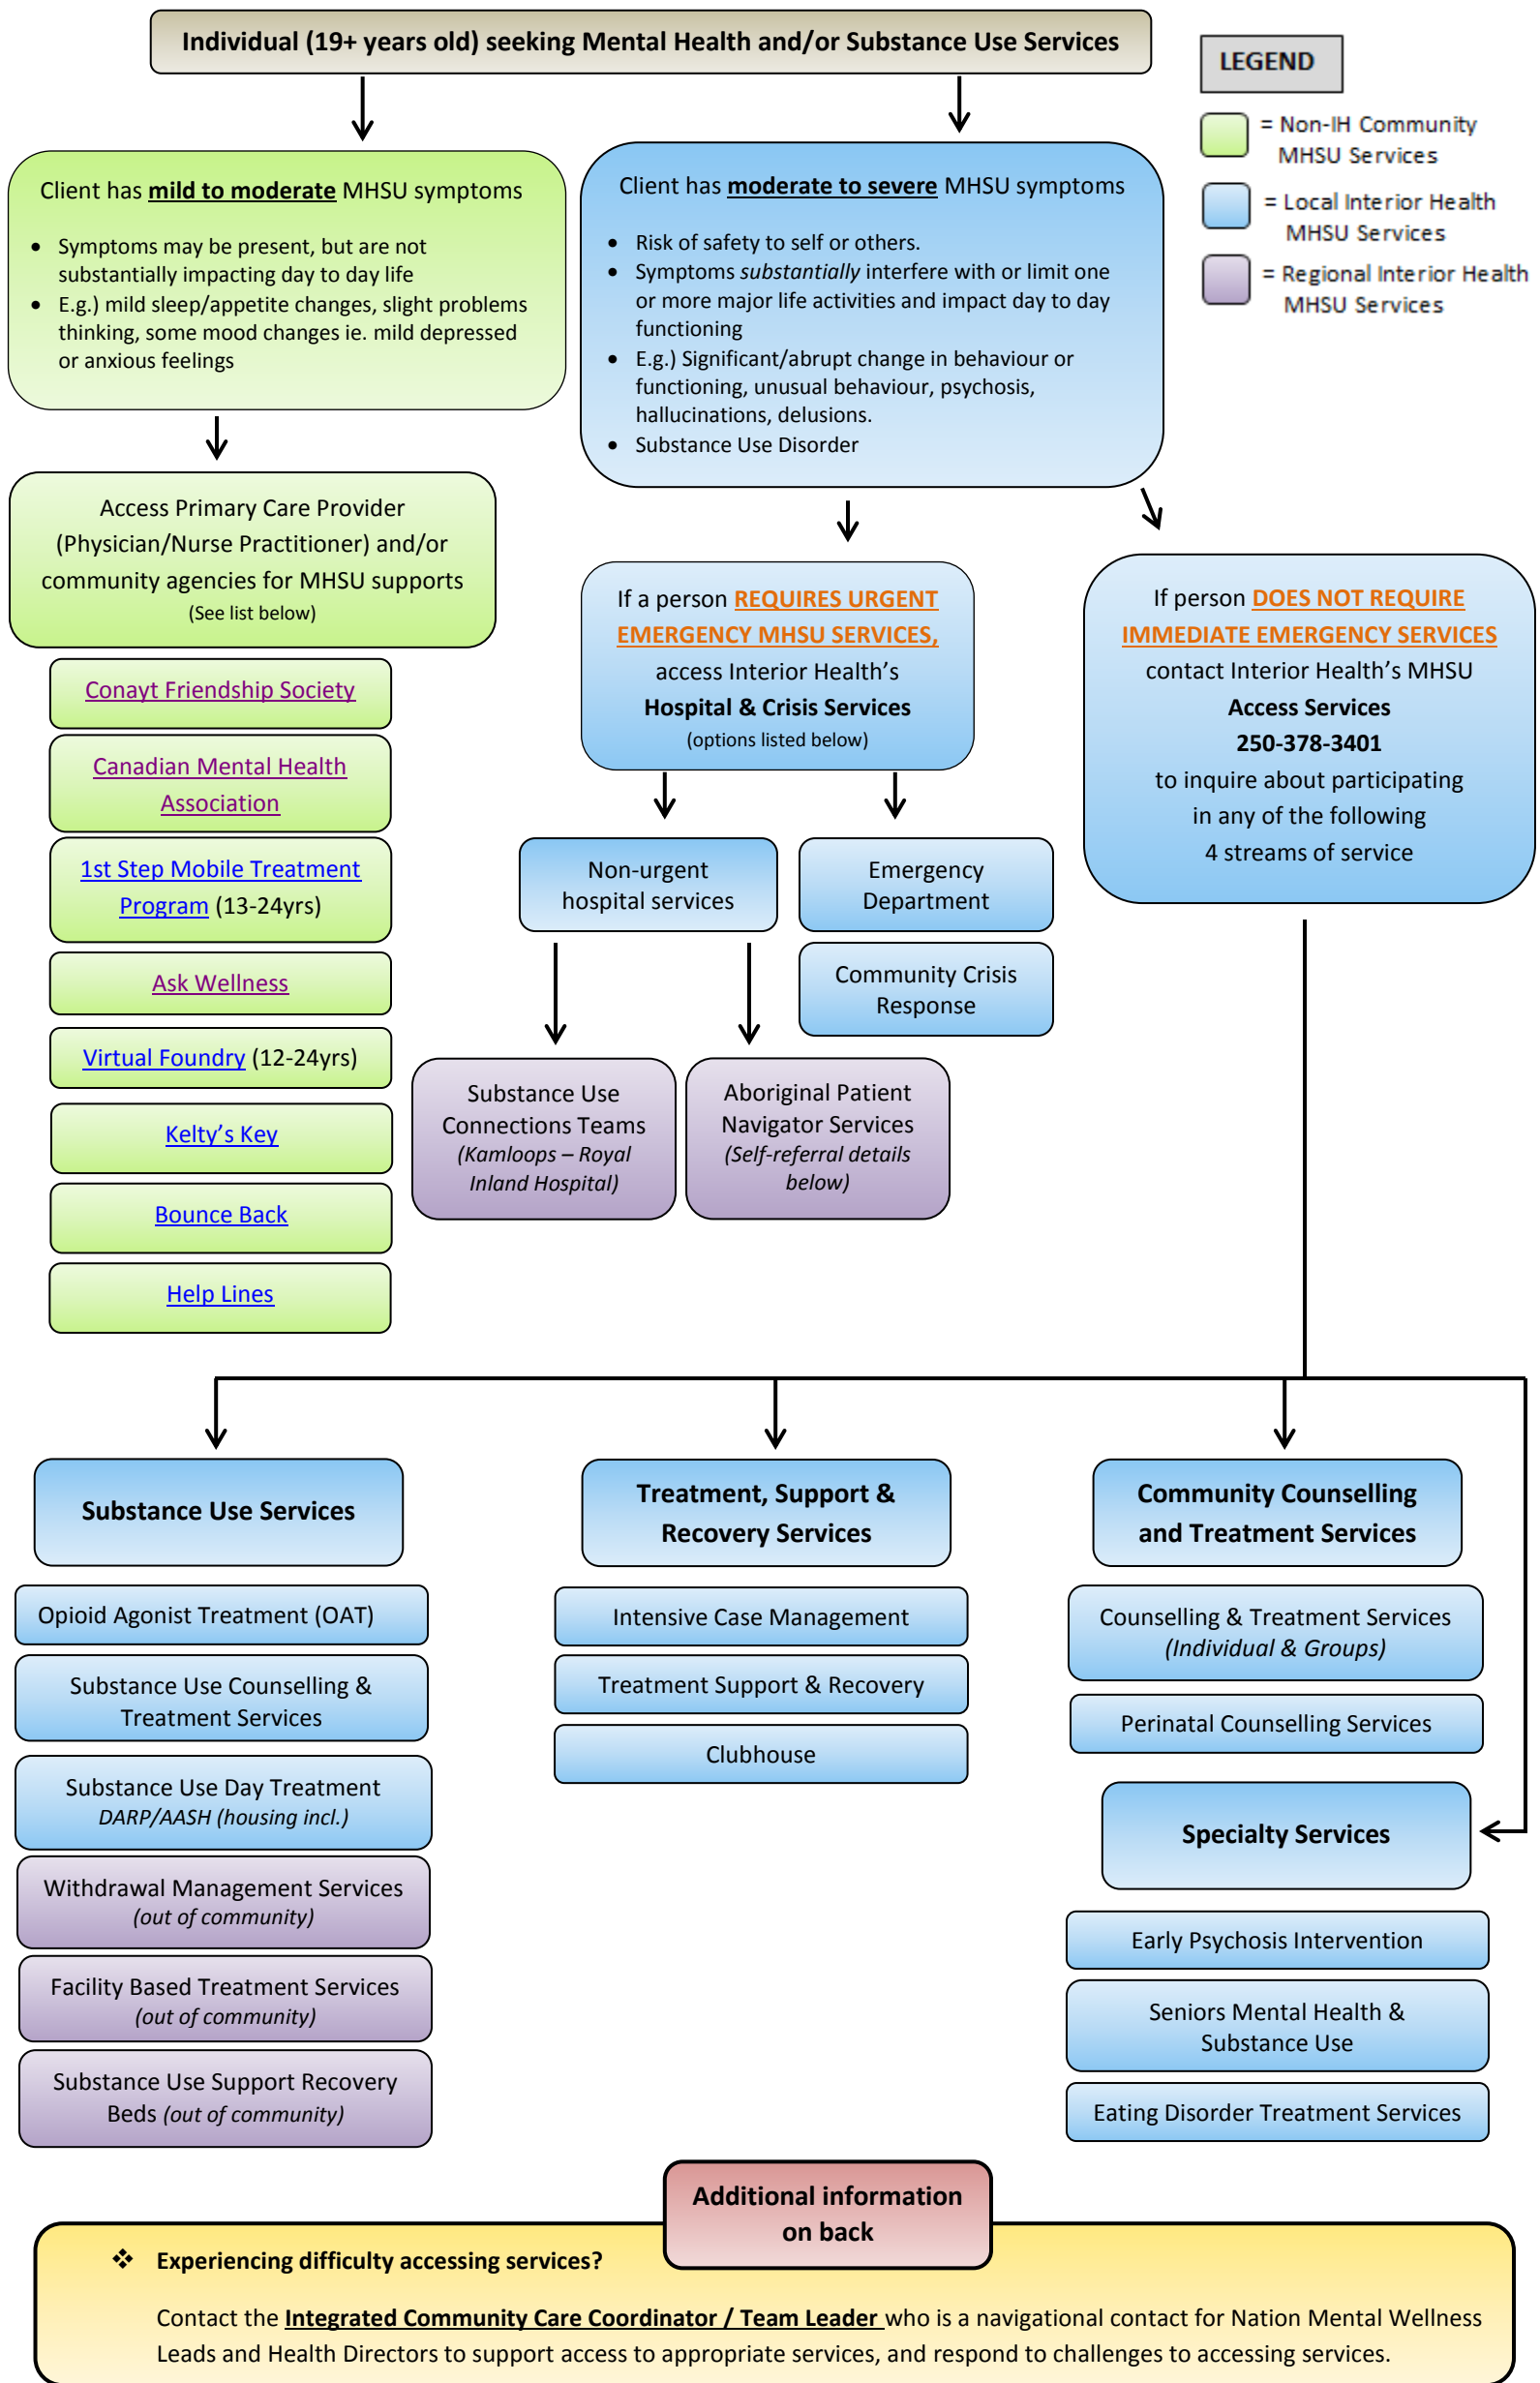 Individual (19+ years old) seeking Mental Health and/or Substance Use Services
LEGEND
= Non-IH Community
MHSU Services
= Local Interior Health
MHSU Services
= Regional Interior Health
MHSU Services
Client has mild to moderate MHSU symptoms
• Symptoms may be present, but are not
substantially impacting day to day life
• E.g.) mild sleep/appetite changes, slight problems
thinking, some mood changes ie. mild depressed
or anxious feelings
Client has moderate to severe MHSU symptoms
• Risk of safety to self or others.
• Symptoms substantially interfere with or limit one
or more major life activities and impact day to day
functioning
• E.g.) Significant/abrupt change in behaviour or
functioning, unusual behaviour, psychosis,
hallucinations, delusions.
• Substance Use Disorder
Access Primary Care Provider
(Physician/Nurse Practitioner) and/or
community agencies for MHSU supports
(See list below)
Conayt Friendship Society
Canadian Mental Health
Association
1st Step Mobile Treatment
Program (13-24yrs)
Ask Wellness
Virtual Foundry (12-24yrs)
Kelty's Key
Bounce Back
Help Lines
If a person REQUIRES URGENT
EMERGENCY MHSU SERVICES,
access Interior Health's
Hospital & Crisis Services
(options listed below)
If person DOES NOT REQUIRE
IMMEDIATE EMERGENCY SERVICES
contact Interior Health's MHSU
Access Services
250-378-3401
to inquire about participating
in any of the following
4 streams of service
Non-urgent
hospital services
Emergency
Department
Community Crisis
Response
Substance Use
Connections Teams
(Kamloops – Royal
Inland Hospital)
Aboriginal Patient
Navigator Services
(Self-referral details
below)
Substance Use Services
Opioid Agonist Treatment (OAT)
Substance Use Counselling &
Treatment Services
Substance Use Day Treatment
DARP/AASH (housing incl.)
Withdrawal Management Services
(out of community)
Facility Based Treatment Services
(out of community)
Substance Use Support Recovery
Beds (out of community)
Treatment, Support &
Recovery Services
Intensive Case Management
Treatment Support & Recovery
Clubhouse
Community Counselling
and Treatment Services
Counselling & Treatment Services
(Individual & Groups)
Perinatal Counselling Services
Specialty Services
Early Psychosis Intervention
Seniors Mental Health &
Substance Use
Eating Disorder Treatment Services
Additional information
on back
❖ Experiencing difficulty accessing services?
Contact the Integrated Community Care Coordinator / Team Leader who is a navigational contact for Nation Mental Wellness
Leads and Health Directors to support access to appropriate services, and respond to challenges to accessing services.